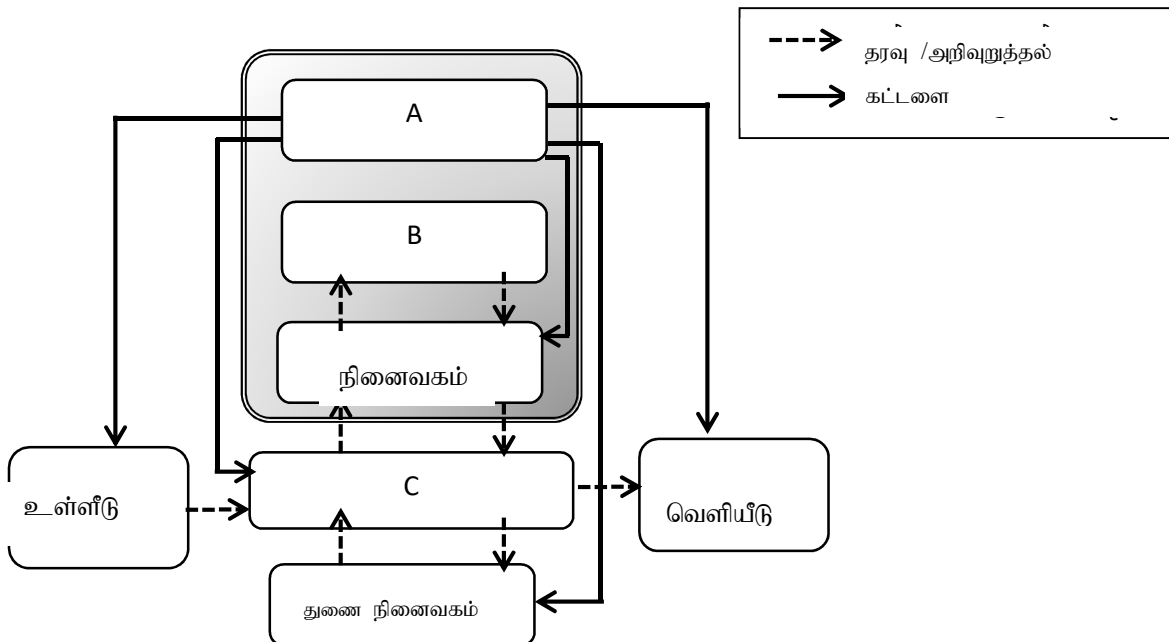 தரவு /அறிவுறுத்தல்
கட்டளை
A
B
நினைவகம்
C
உள்ளீடு
வெளியீடு
துணை நினைவகம்